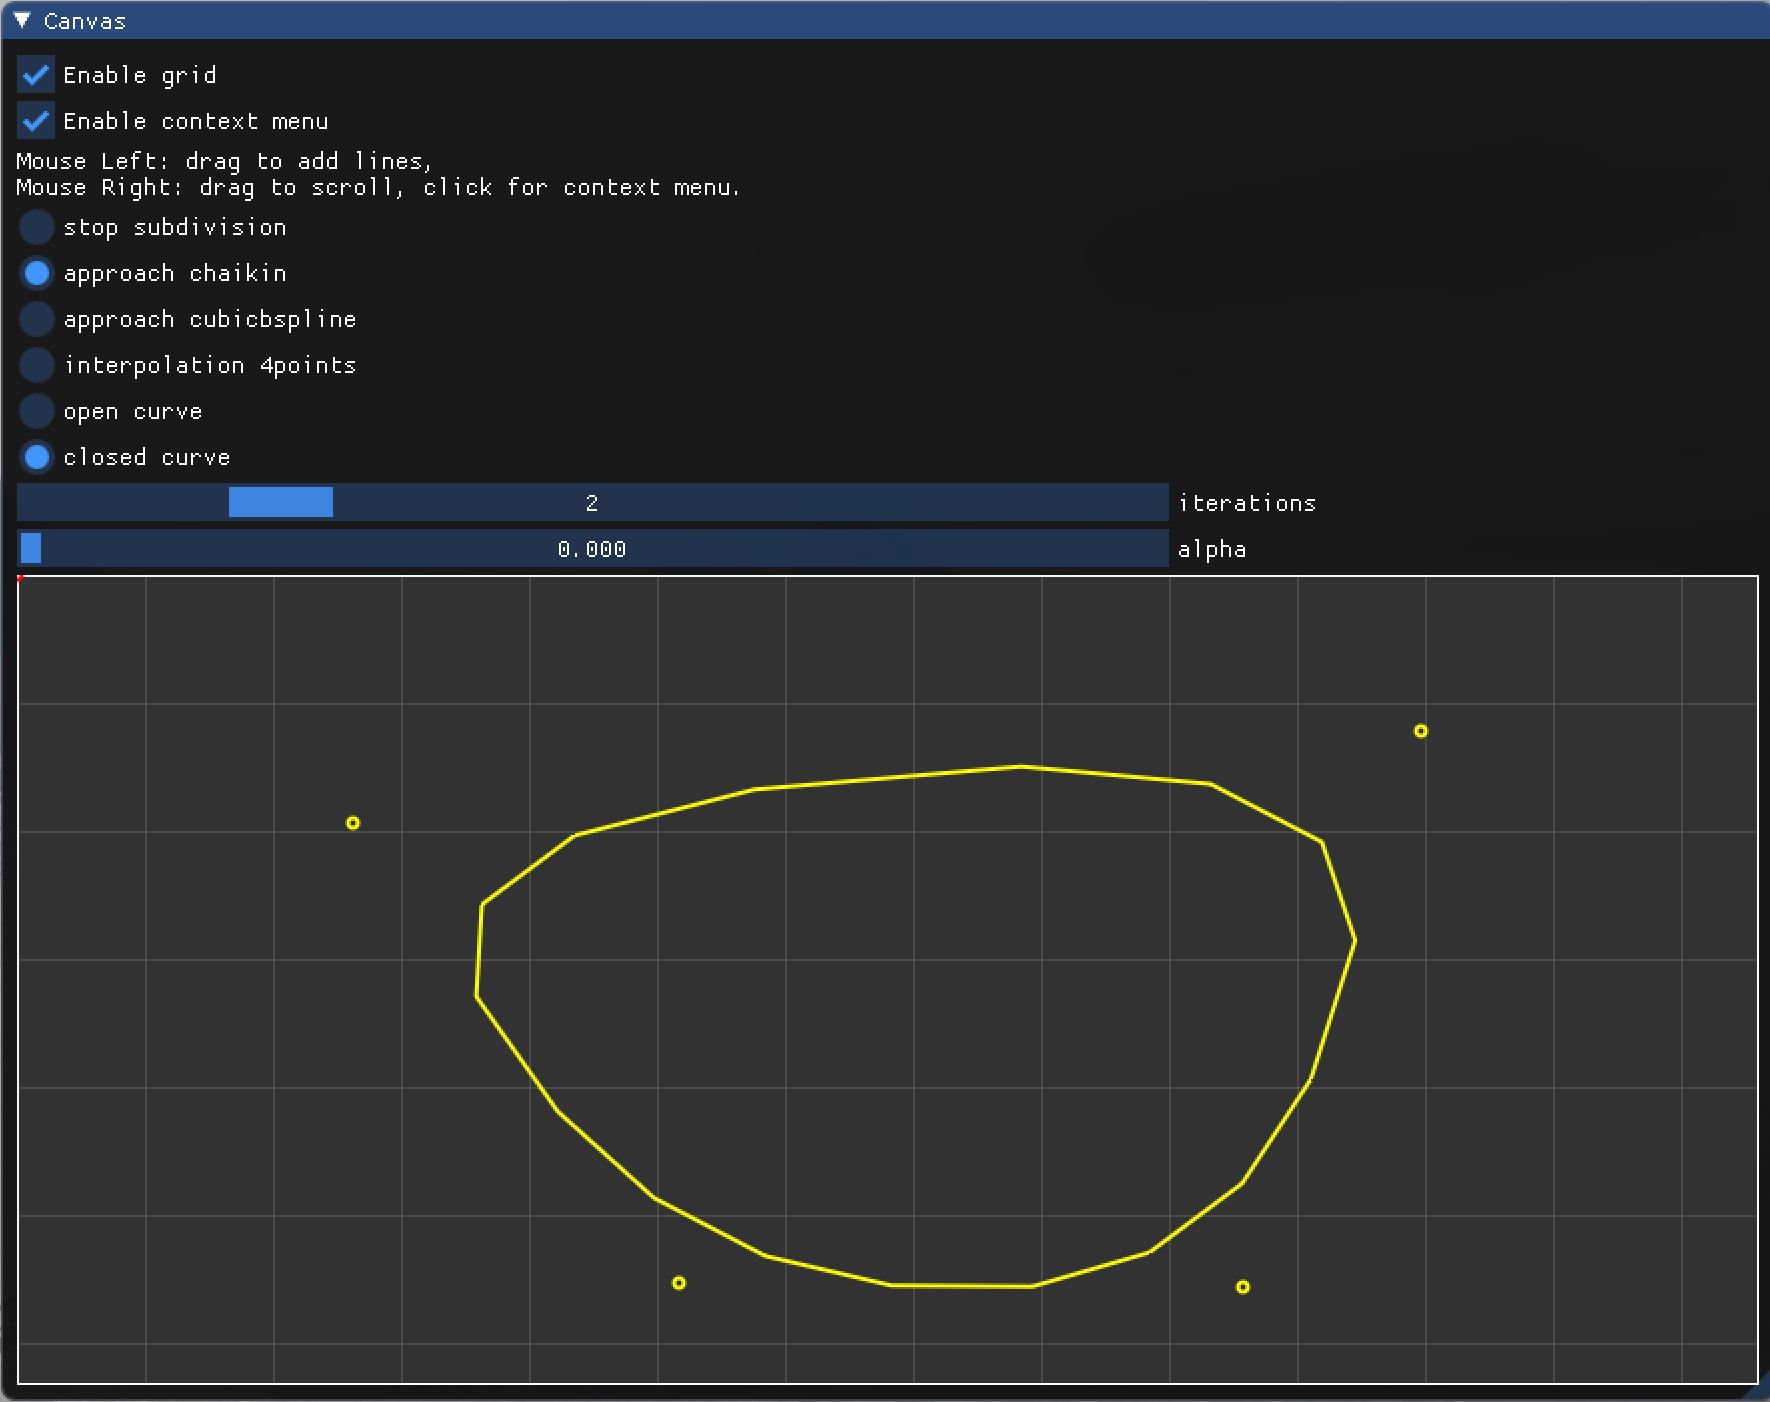 Canvas
Enable grid
Enable context menu
Mouse Left: drag to add lines,
Mouse Right: drag to scroll, click for context menu.
stop subdivision
approach chaikin
approach cubicbspline
interpolation 4points
open curve
closed curve
2 iterations
0.000 alpha